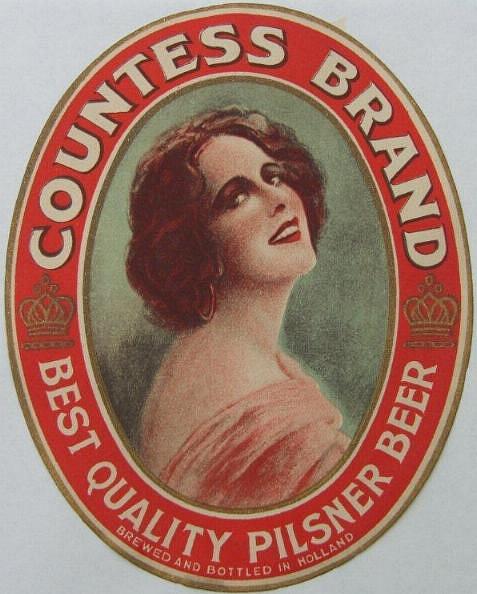 COUNTESS BRAND
BEST QUALITY PILSNER BEER
BREWED AND BOTTLED IN HOLLAND